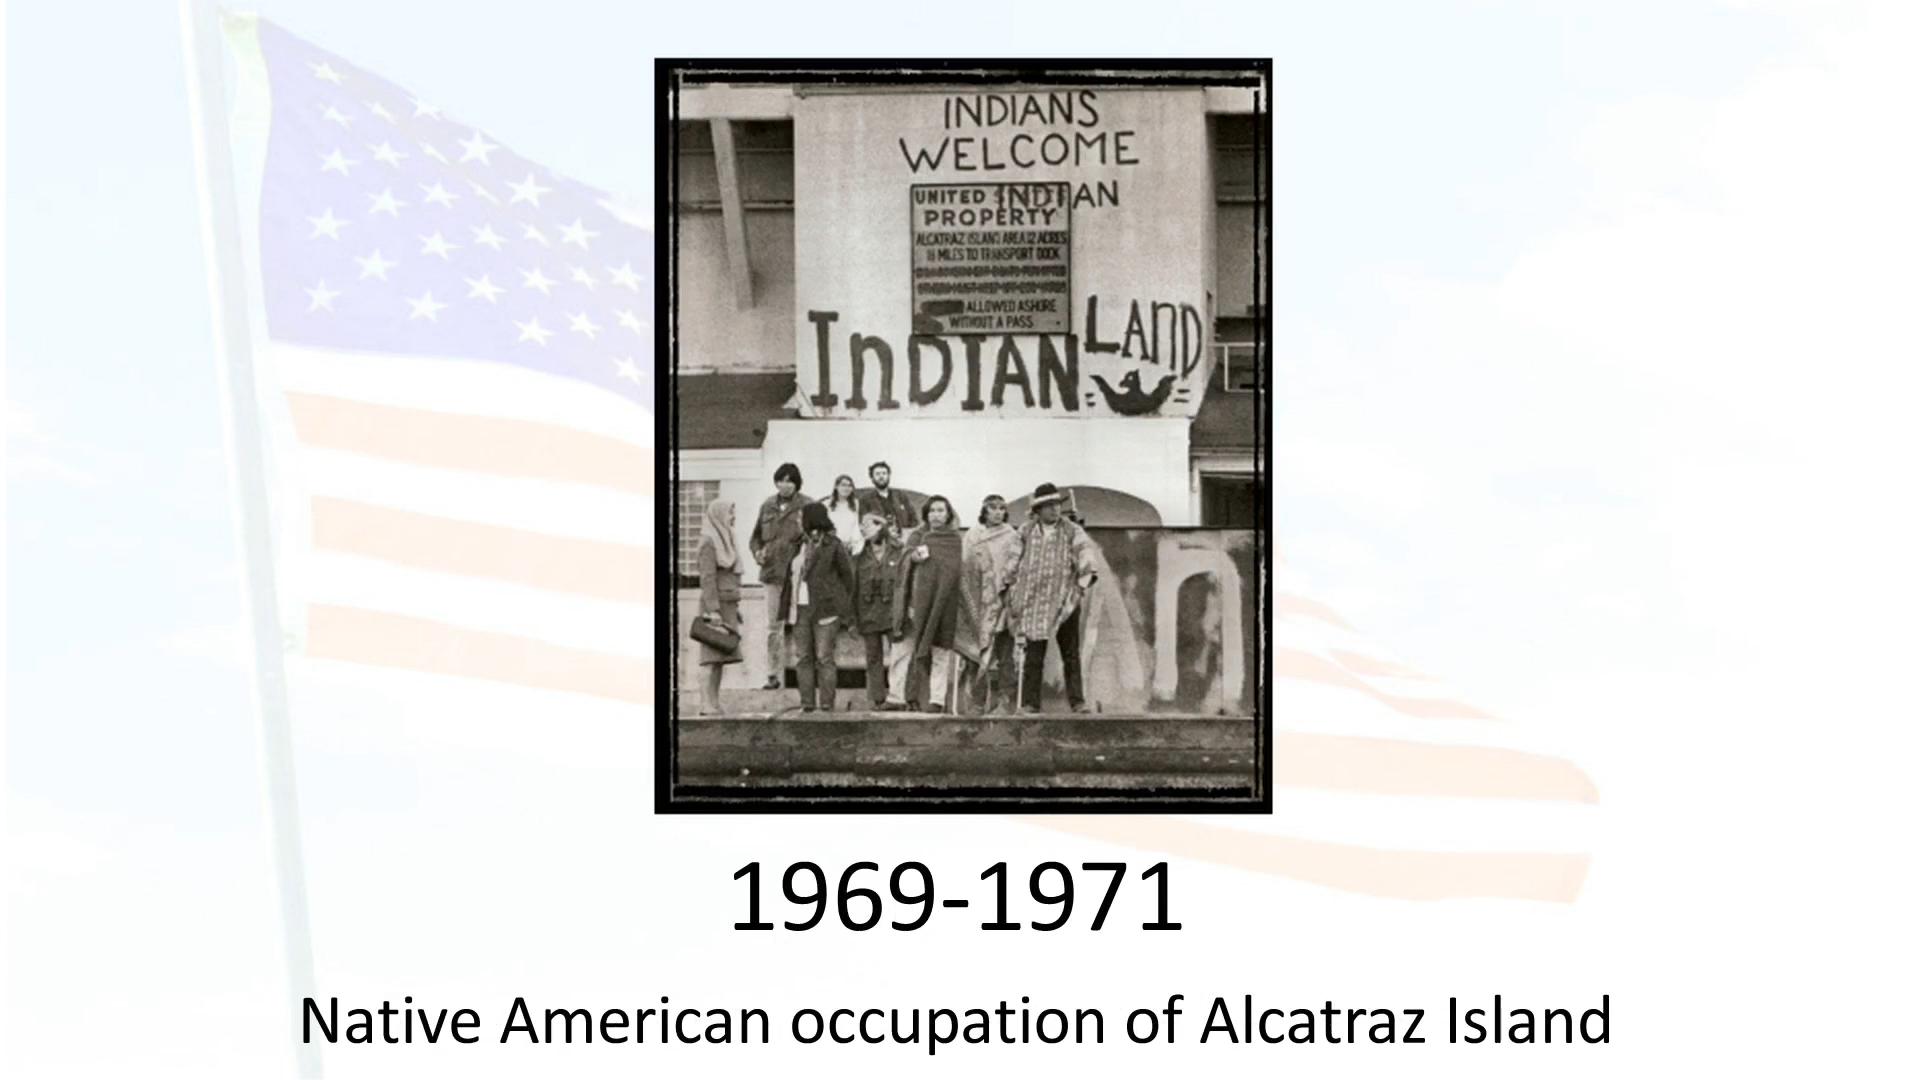 INDIANS
WELCOME
UNITED INDIAN
PROPERTY
ALCATRAZ ISLAND AREA 12 ACRES
1½ MILES TO TRANSPORT DOCK
ALLOWED ASHORE
WITHOUT A PASS
INDIAN LAND
1969-1971
Native American occupation of Alcatraz Island